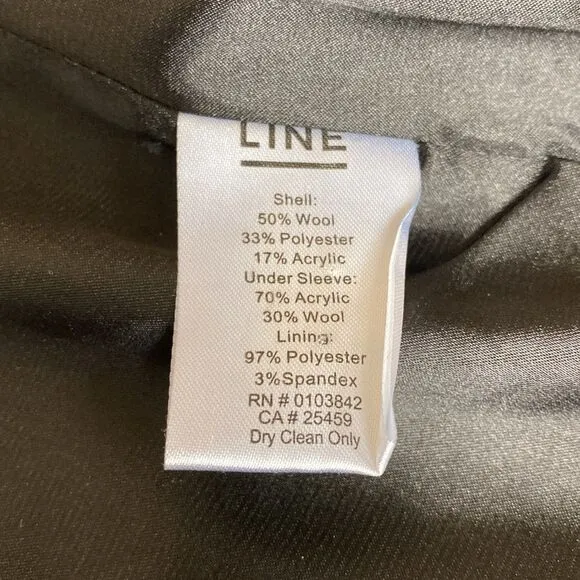 LINE
Shell:
50% Wool
33% Polyester
17% Acrylic
Under Sleeve:
70% Acrylic
30% Wool
Lining:
97% Polyester
3%Spandex
RN # 0103842
CA # 25459
Dry Clean Only